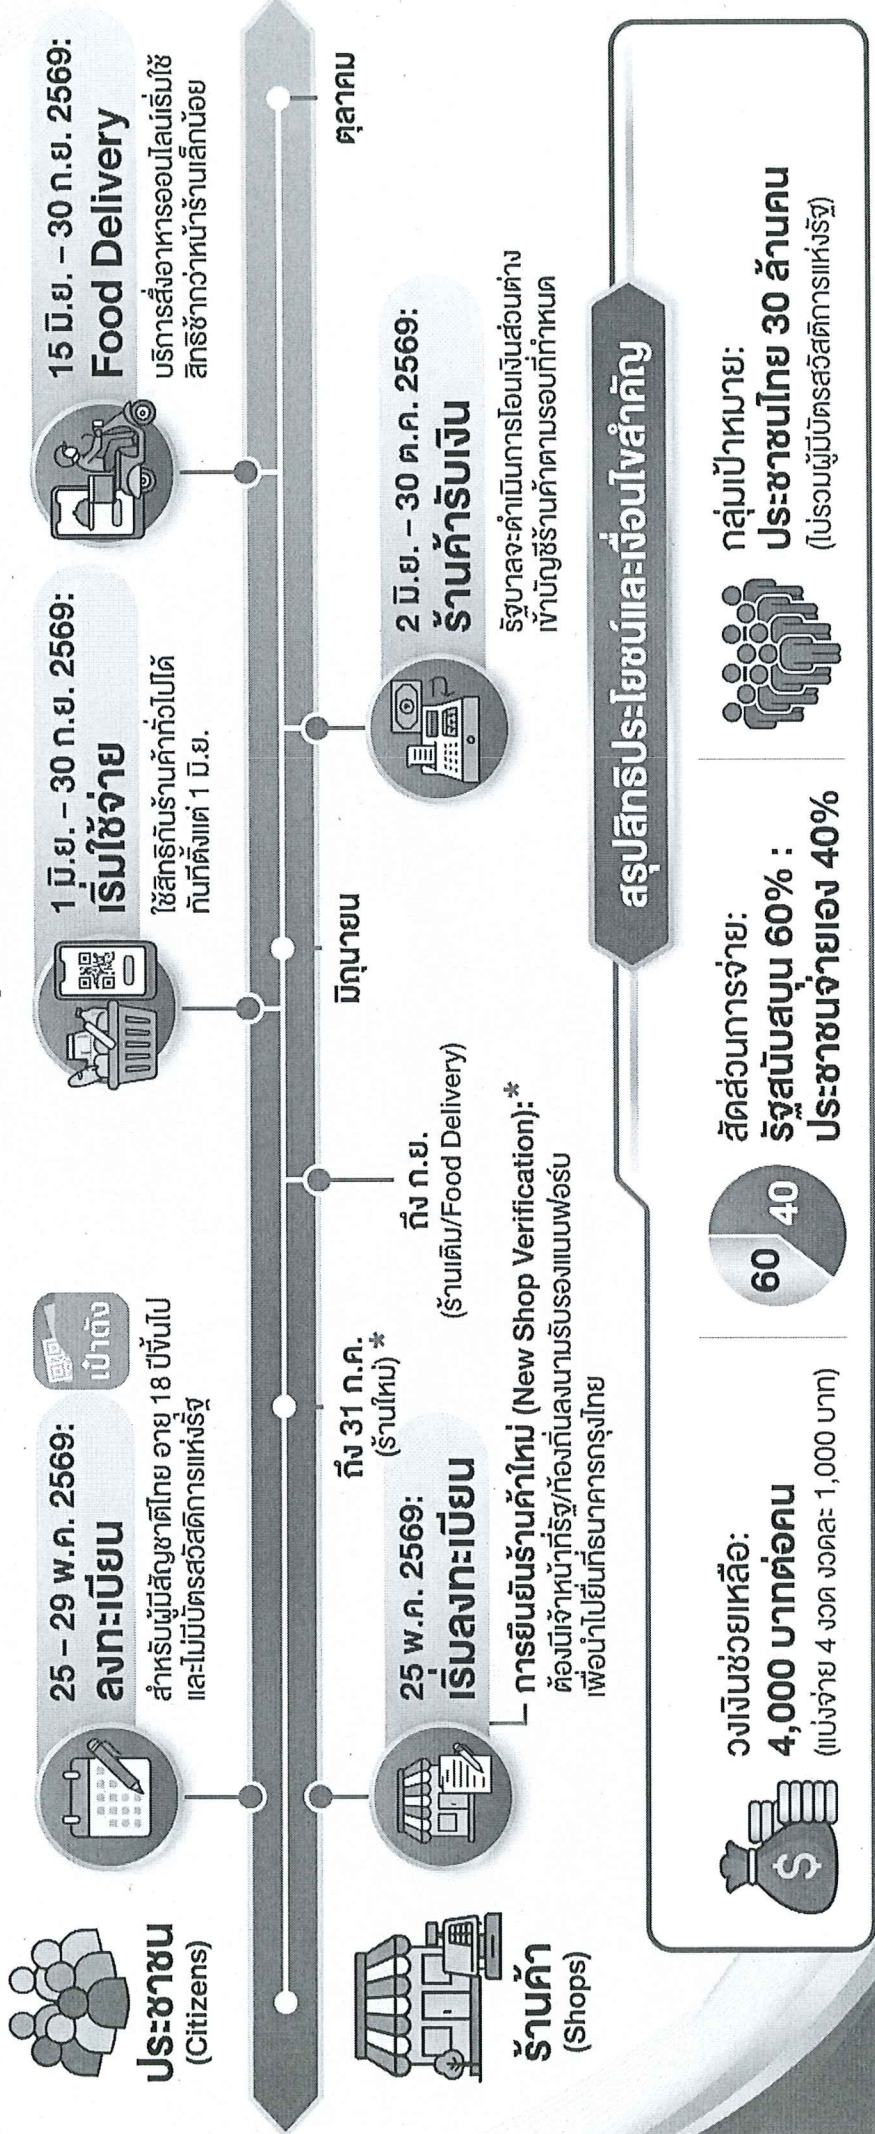 ประชาชน
(Citizens)
25 – 29 พ.ค. 2569:
ลงทะเบียน
สำหรับผู้มีสัญชาติไทย อายุ 18 ปีขึ้นไป
และไม่มีบัตรสวัสดิการแห่งรัฐ
เป๋าตัง
1 มิ.ย. – 30 ก.ย. 2569:
เริ่มใช้จ่าย
ใช้สิทธิกับร้านค้าทั่วไปได้
ทันทีตั้งแต่ 1 มิ.ย.
15 มิ.ย. – 30 ก.ย. 2569:
Food Delivery
บริการสั่งอาหารออนไลน์เริ่มใช้
สิทธิช้ากว่าหน้าร้านเล็กน้อย
ถึง 31 ก.ค.
(ร้านใหม่) *
ถึง ก.ย.
(ร้านเดิม/Food Delivery)
มิถุนายน
ตุลาคม
ร้านค้า
(Shops)
25 พ.ค. 2569:
เริ่มลงทะเบียน
การยืนยันร้านค้าใหม่ (New Shop Verification):*
ต้องมีเจ้าหน้าที่รัฐ/ท้องถิ่นลงนามรับรองแบบฟอร์ม
เพื่อนำไปยื่นที่ธนาคารกรุงไทย
2 มิ.ย. – 30 ต.ค. 2569:
ร้านค้ารับเงิน
รัฐบาลจะดำเนินการโอนเงินส่วนต่าง
เข้าบัญชีร้านค้าตามรอบที่กำหนด
สรุปสิทธิประโยชน์และเงื่อนไขสำคัญ
$
วงเงินช่วยเหลือ:
4,000 บาทต่อคน
(แบ่งจ่าย 4 งวด งวดละ 1,000 บาท)
60
40
สัดส่วนการจ่าย:
รัฐสนับสนุน 60% :
ประชาชนจ่ายเอง 40%
กลุ่มเป้าหมาย:
ประชาชนไทย 30 ล้านคน
(ไม่รวมผู้มีบัตรสวัสดิการแห่งรัฐ)